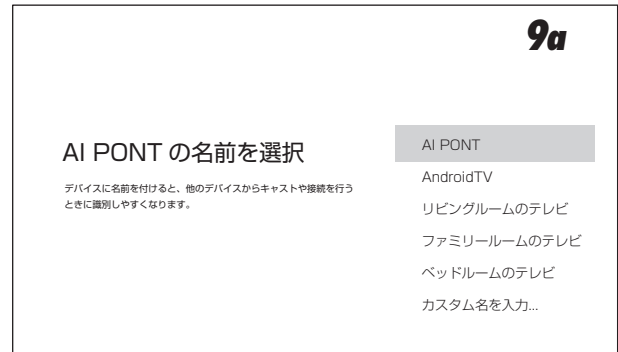 9a
AI PONT の名前を選択
デバイスに名前を付けると、他のデバイスからキャストや接続を行う
ときに識別しやすくなります。
AI PONT
AndroidTV
リビングルームのテレビ
ファミリールームのテレビ
ベッドルームのテレビ
カスタム名を入力...